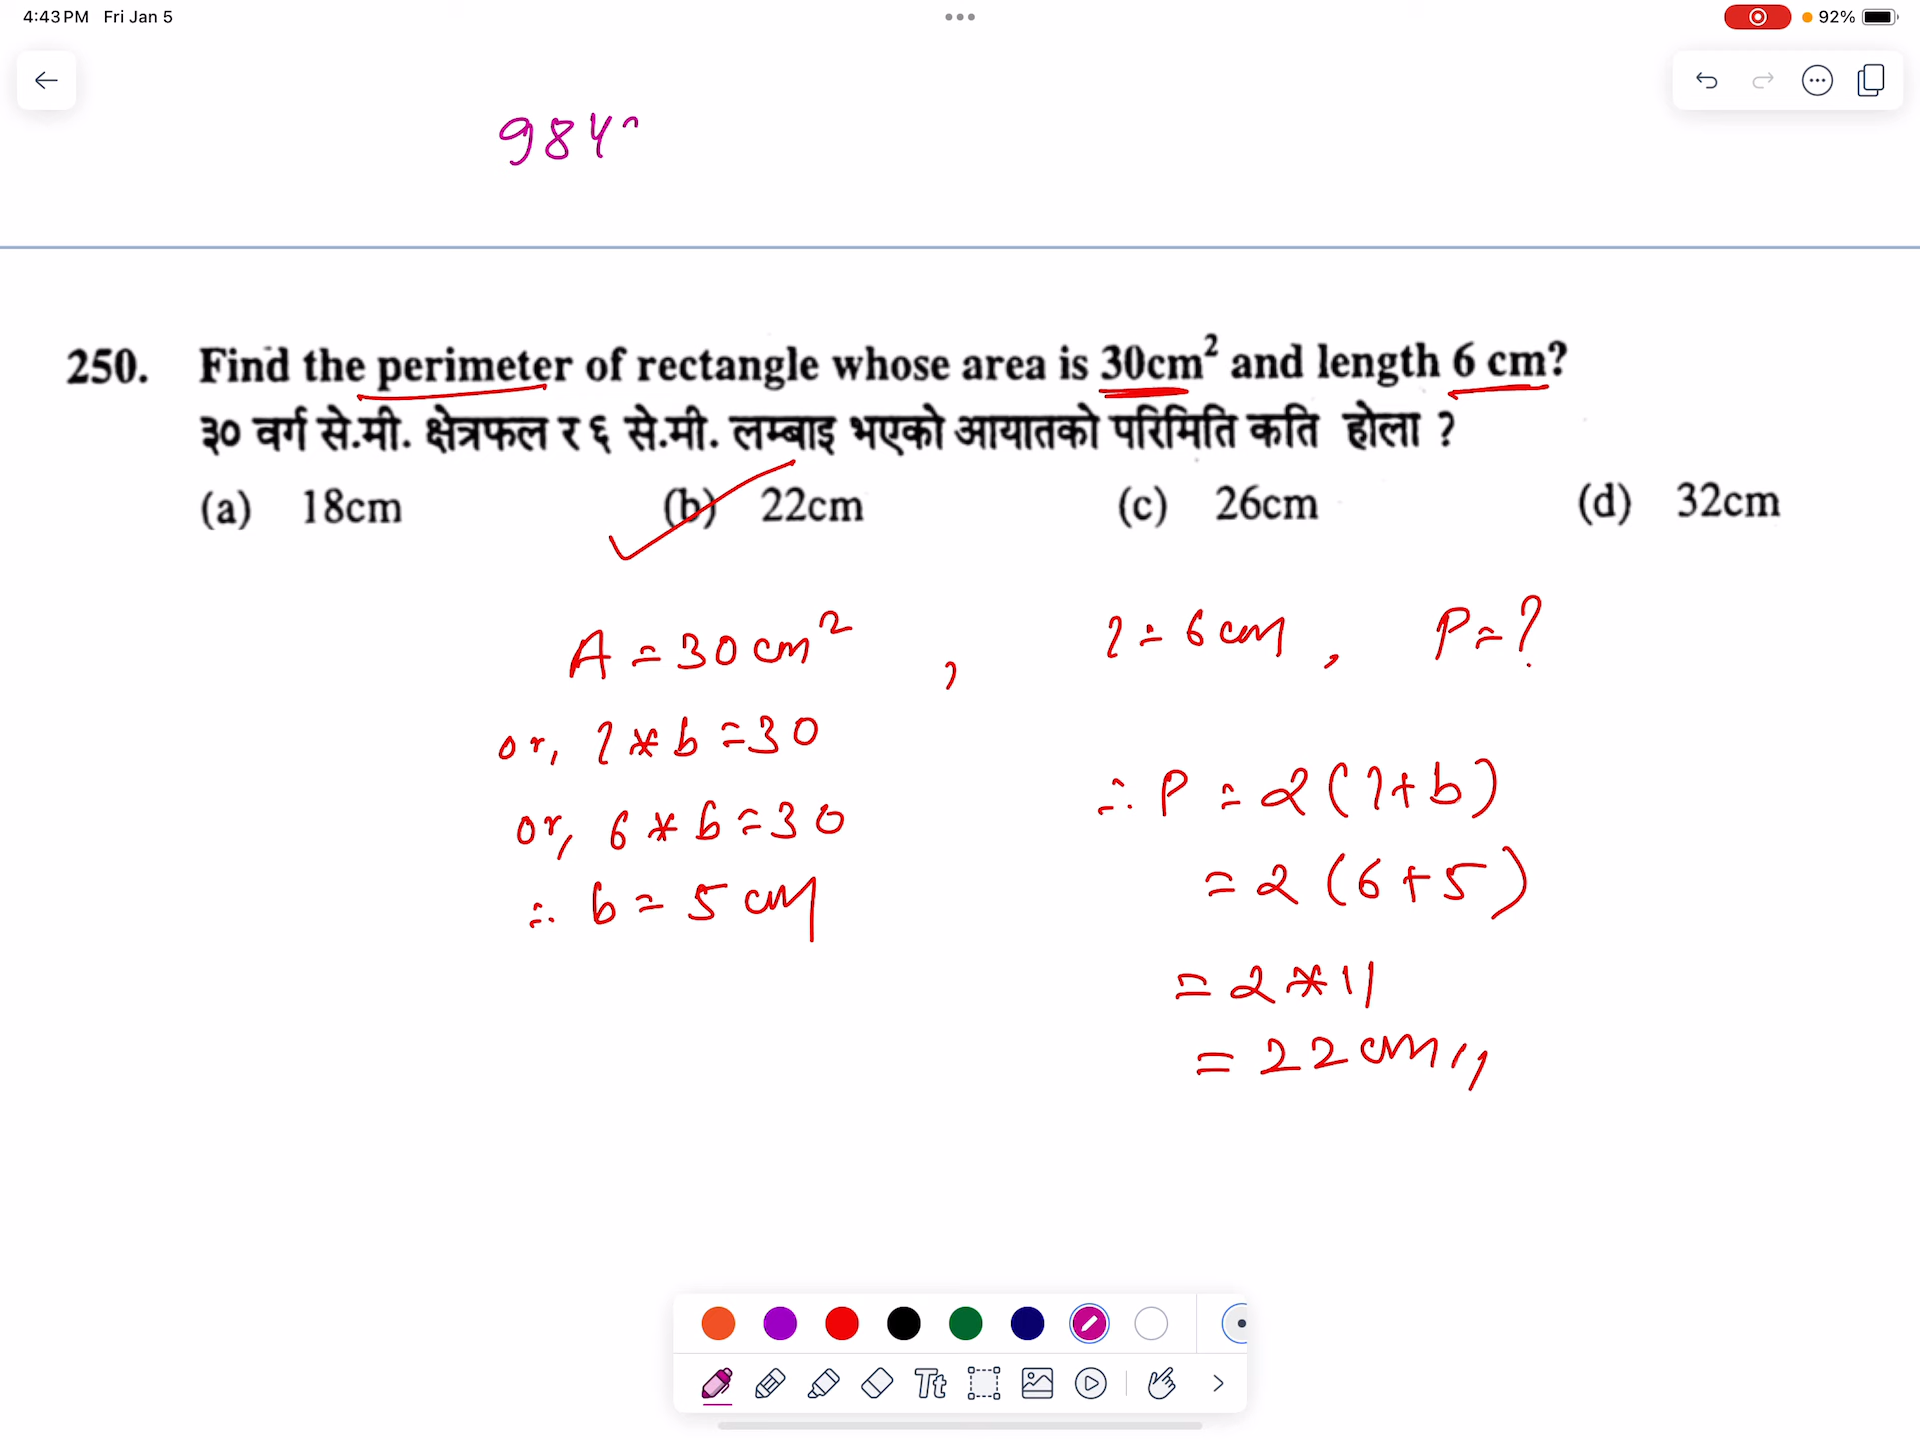 4:43 PM Fri Jan 5
92%
984
250. Find the perimeter of rectangle whose area is 30cm² and length 6 cm?
३० वर्ग से.मी. क्षेत्रफल र ६ से.मी. लम्बाइ भएको आयातको परिमिति कति होला ?
(a) 18cm (b) 22cm (c) 26cm (d) 32cm
A = 30 cm² , l = 6 cm , P = ?
or, l * b = 30
or, 6 * b = 30
∴ b = 5 cm
∴ P = 2 (l + b)
= 2 (6 + 5)
= 2 * 11
= 22 cm
Tt